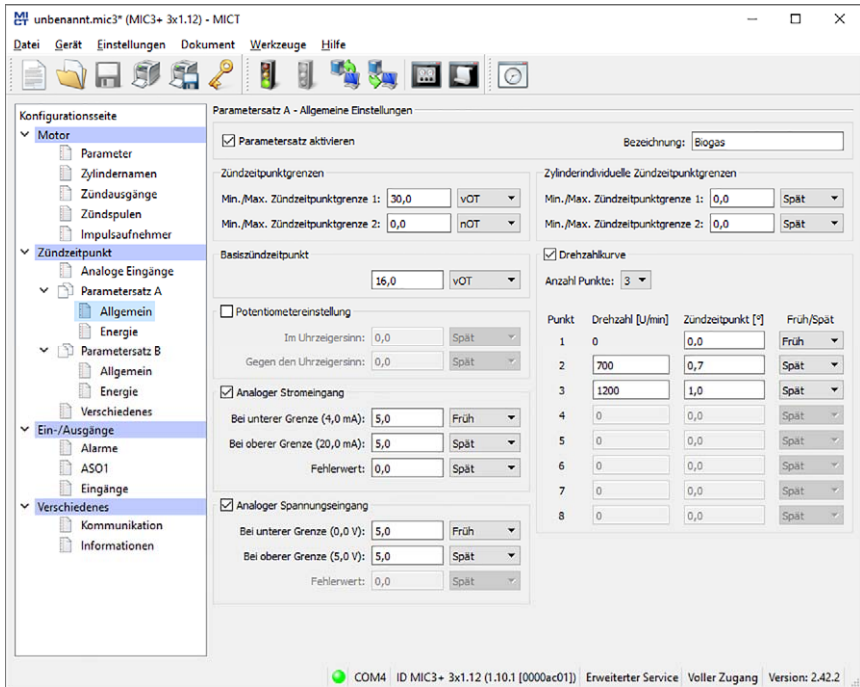 MICT unbenannt.mic3* (MIC3+ 3x1.12) - MICT
Datei Gerät Einstellungen Dokument Werkzeuge Hilfe
Konfigurationsseite
Motor
Parameter
Zylindernamen
Zündausgänge
Zündspulen
Impulsaufnehmer
Zündzeitpunkt
Analoge Eingänge
Parametersatz A
Allgemein
Energie
Parametersatz B
Allgemein
Energie
Verschiedenes
Ein-/Ausgänge
Alarme
ASO1
Eingänge
Verschiedenes
Kommunikation
Informationen
Parametersatz A - Allgemeine Einstellungen
Parametersatz aktivieren
Bezeichnung: Biogas
Zündzeitpunktgrenzen
Min./Max. Zündzeitpunktgrenze 1: 30,0 vOT
Min./Max. Zündzeitpunktgrenze 2: 0,0 nOT
Zylinderindividuelle Zündzeitpunktgrenzen
Min./Max. Zündzeitpunktgrenze 1: 0,0 Spät
Min./Max. Zündzeitpunktgrenze 2: 0,0 Spät
Basiszündzeitpunkt
16,0 vOT
Potentiometereinstellung
Im Uhrzeigersinn: 0,0 Spät
Gegen den Uhrzeigersinn: 0,0 Spät
Analoger Stromeingang
Bei unterer Grenze (4,0 mA): 5,0 Früh
Bei oberer Grenze (20,0 mA): 5,0 Spät
Fehlerwert: 0,0 Spät
Analoger Spannungseingang
Bei unterer Grenze (0,0 V): 5,0 Früh
Bei oberer Grenze (5,0 V): 5,0 Spät
Fehlerwert: 0,0 Spät
Drehzahlkurve
Anzahl Punkte: 3
Punkt Drehzahl [U/min] Zündzeitpunkt [°] Früh/Spät
1 0 0,0 Früh
2 700 0,7 Spät
3 1200 1,0 Spät
4 0 0,0 Spät
5 0 0,0 Spät
6 0 0,0 Spät
7 0 0,0 Spät
8 0 0,0 Spät
COM4 ID MIC3+ 3x1.12 (1.10.1 [0000ac01]) Erweiterter Service Voller Zugang Version: 2.42.2